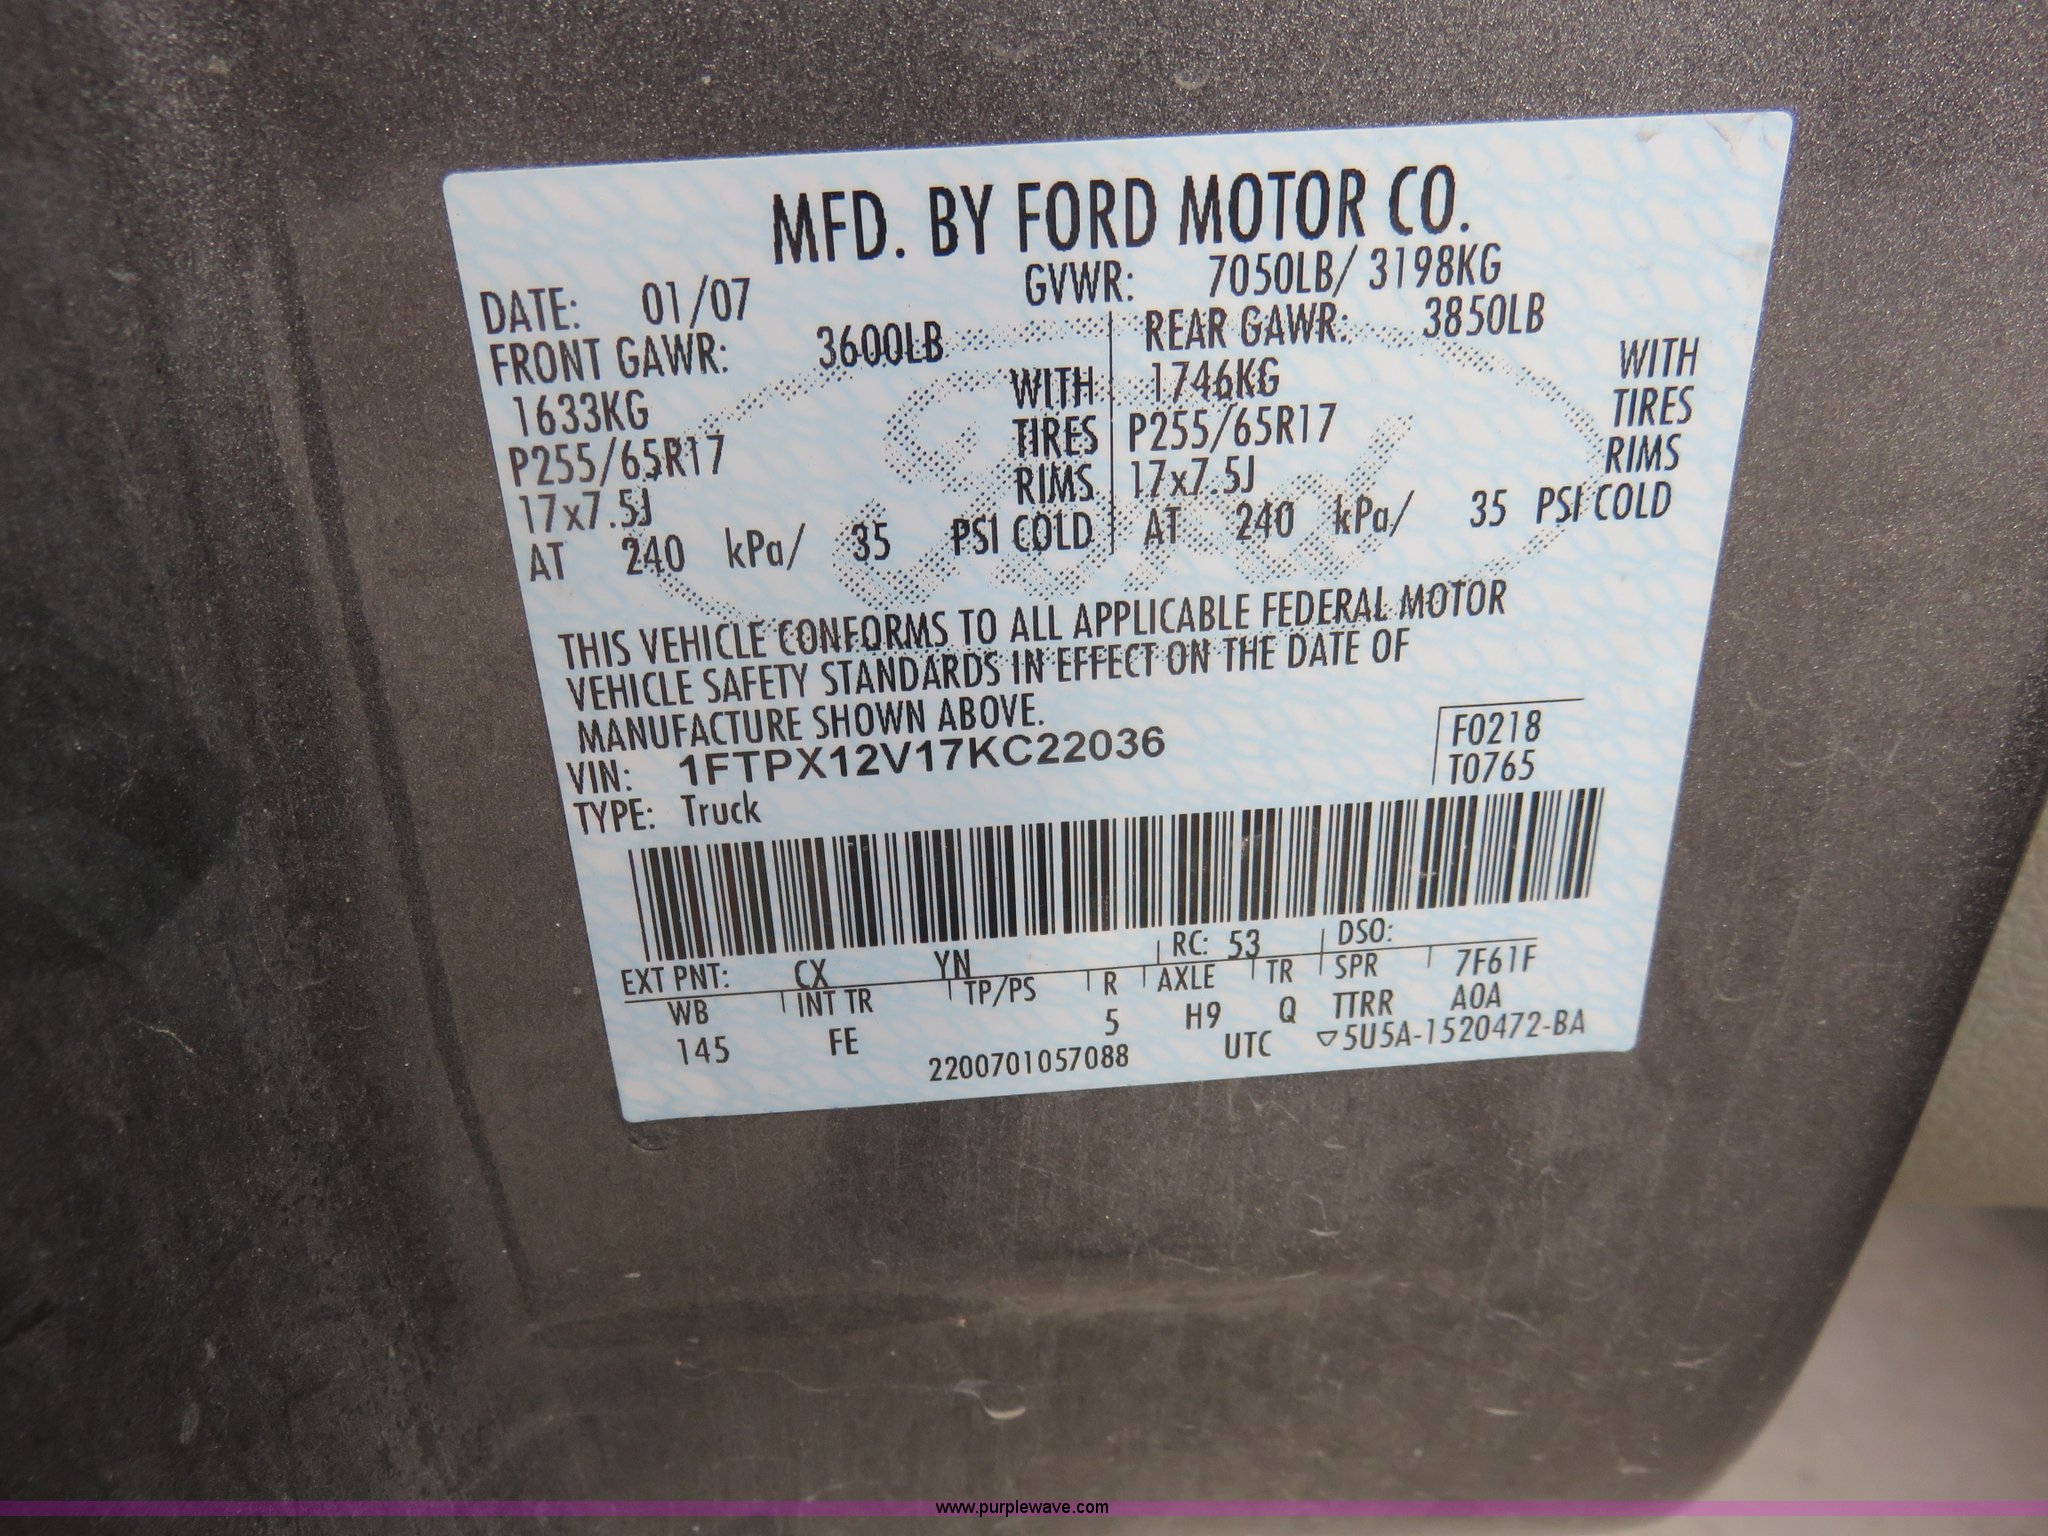 MFD. BY FORD MOTOR CO.
DATE: 01/07 GVWR: 7050LB/ 3198KG
FRONT GAWR: 3600LB REAR GAWR: 3850LB
1633KG WITH 1746KG WITH
P255/65R17 TIRES P255/65R17 TIRES
17x7.5J RIMS 17x7.5J RIMS
AT 240 kPa/ 35 PSI COLD AT 240 kPa/ 35 PSI COLD
THIS VEHICLE CONFORMS TO ALL APPLICABLE FEDERAL MOTOR
VEHICLE SAFETY STANDARDS IN EFFECT ON THE DATE OF
MANUFACTURE SHOWN ABOVE.
VIN: 1FTPX12V17KC22036 F0218
TYPE: Truck T0765
EXT PNT: CX YN RC: 53 DSO:
WB INT TR TP/PS R AXLE TR SPR 7F61F
145 FE 5 H9 Q TTRR A0A
2200701057088 UTC ▽5U5A-1520472-BA
Ford
www.purplewave.com